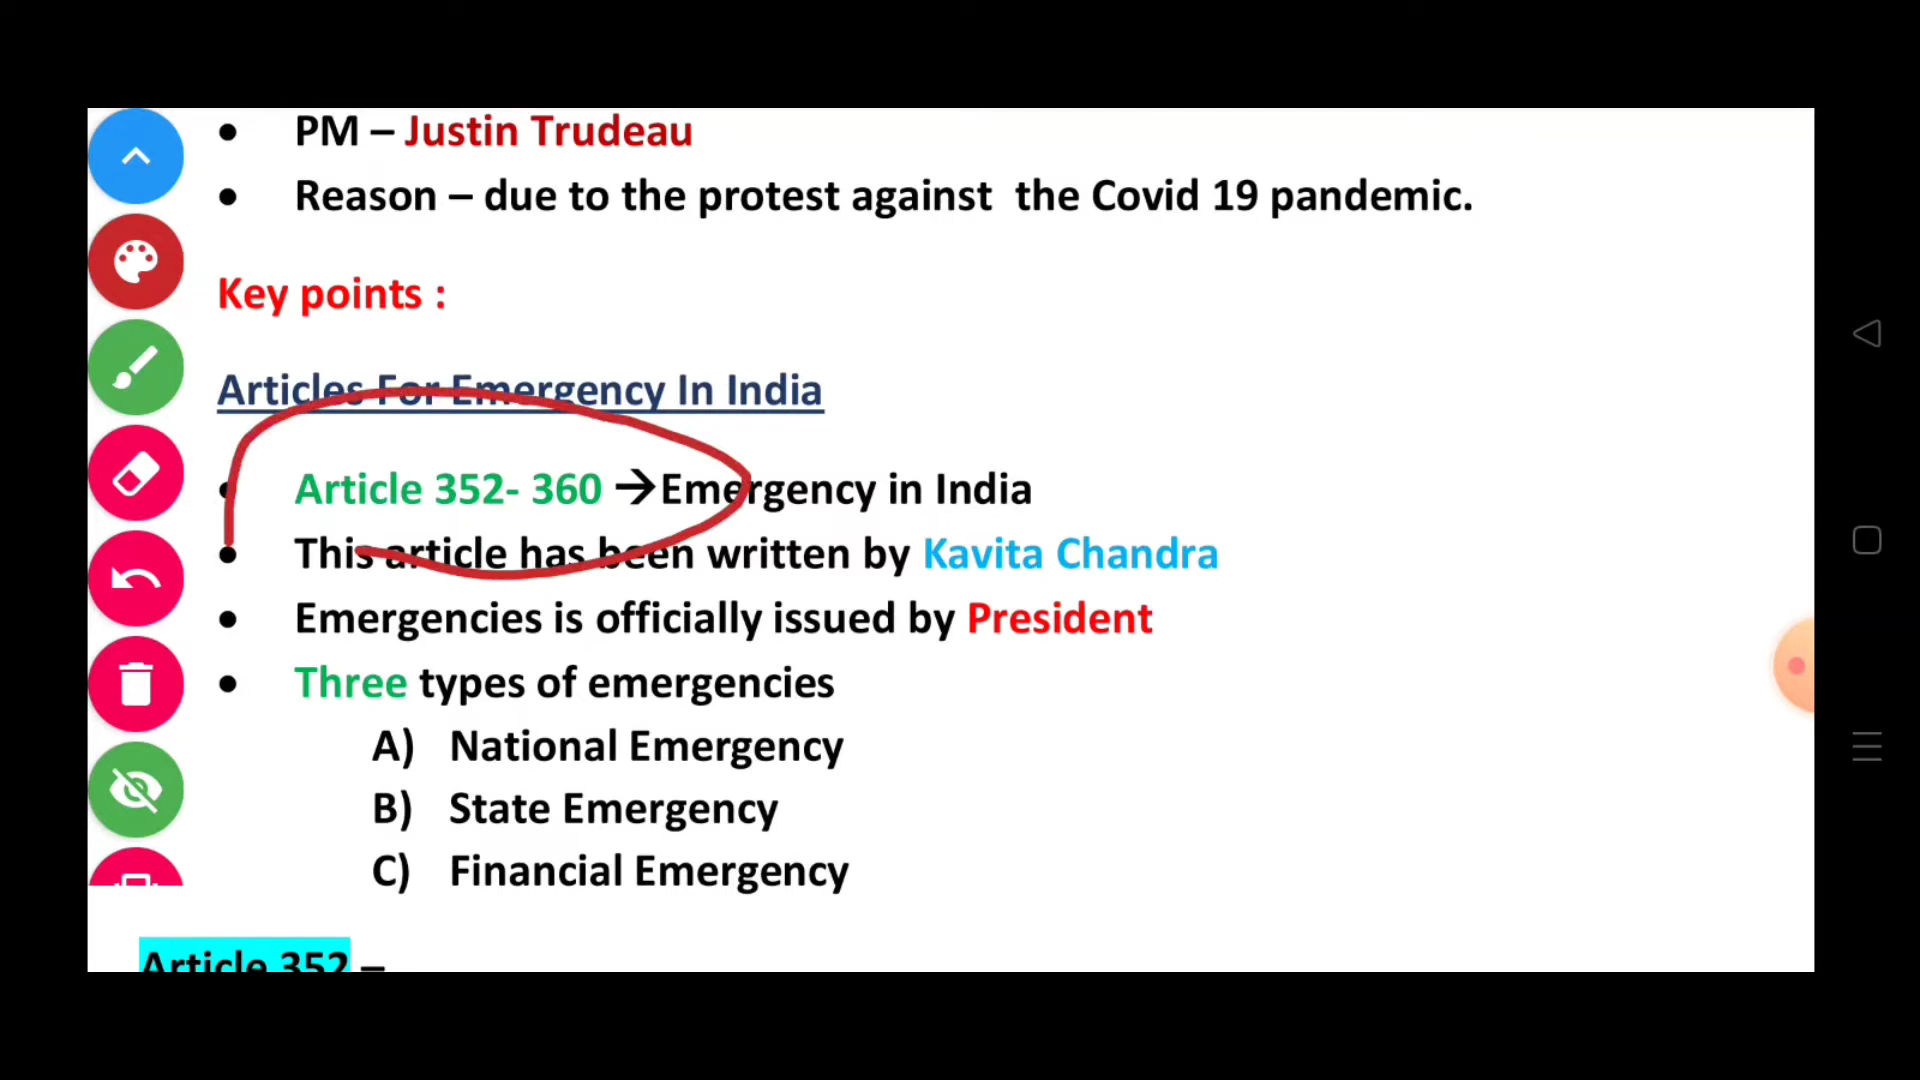 PM – Justin Trudeau
Reason – due to the protest against the Covid 19 pandemic.
Key points :
Articles For Emergency In India
Article 352- 360 →Emergency in India
This article has been written by Kavita Chandra
Emergencies is officially issued by President
Three types of emergencies
A) National Emergency
B) State Emergency
C) Financial Emergency
Article 352 –